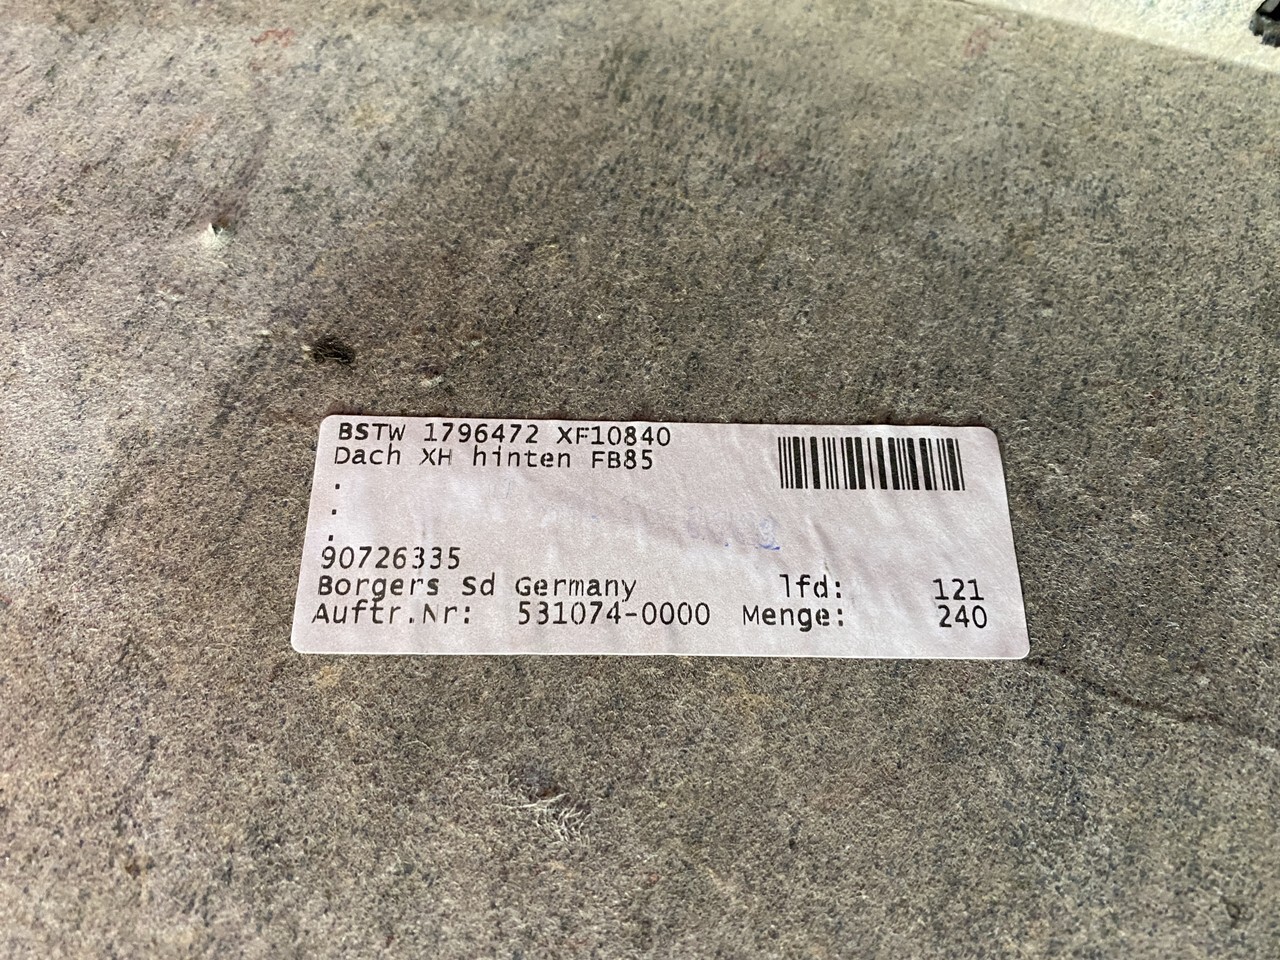 BSTW 1796472 XF10840
Dach XH hinten FB85
.
.
.
90726335
Borgers Sd Germany lfd: 121
Auftr.Nr: 531074-0000 Menge: 240